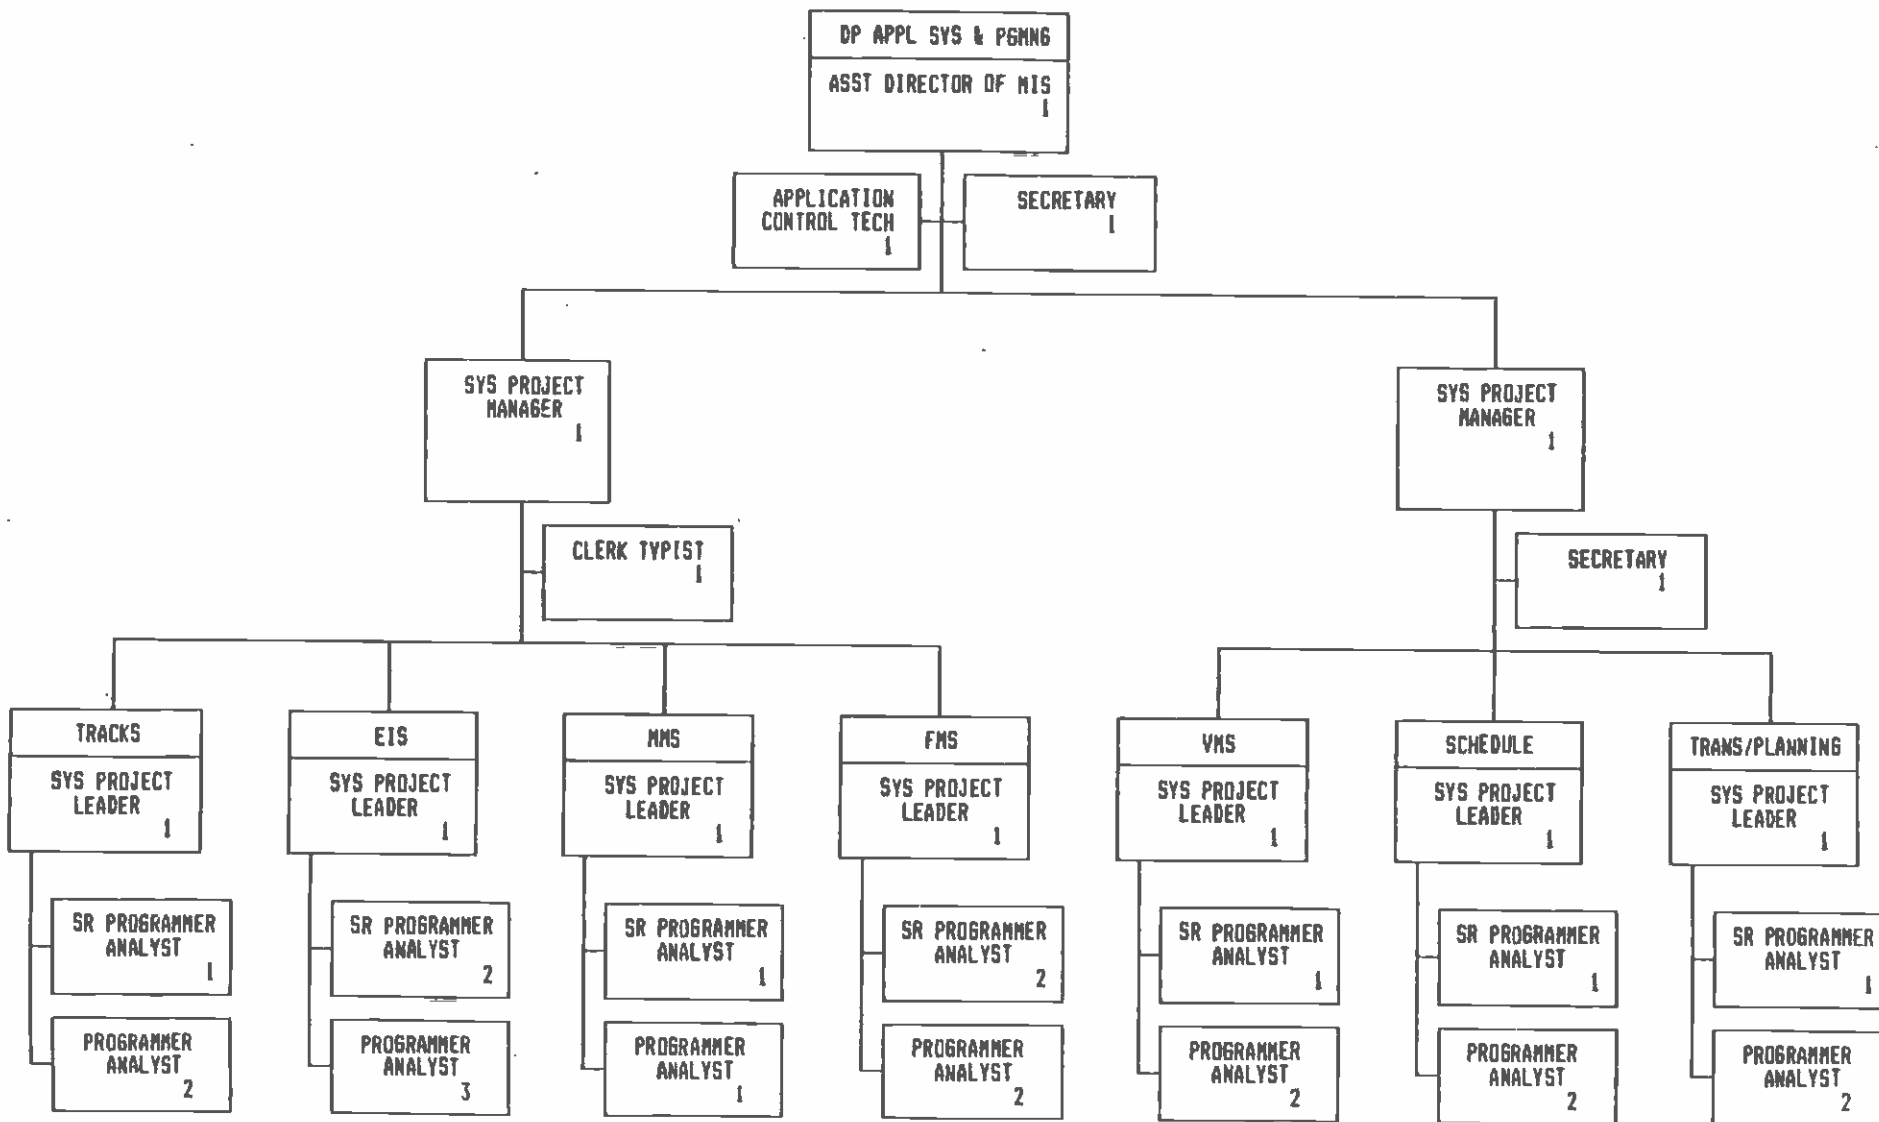 DP APPL SYS & PGMNG
ASST DIRECTOR OF MIS
1
APPLICATION
CONTROL TECH
1
SECRETARY
1
SYS PROJECT
MANAGER
1
SYS PROJECT
MANAGER
1
CLERK TYPIST
1
SECRETARY
1
TRACKS
SYS PROJECT
LEADER
1
SR PROGRAMMER
ANALYST
1
PROGRAMMER
ANALYST
2
EIS
SYS PROJECT
LEADER
1
SR PROGRAMMER
ANALYST
2
PROGRAMMER
ANALYST
3
MMS
SYS PROJECT
LEADER
1
SR PROGRAMMER
ANALYST
1
PROGRAMMER
ANALYST
1
FMS
SYS PROJECT
LEADER
1
SR PROGRAMMER
ANALYST
2
PROGRAMMER
ANALYST
2
VMS
SYS PROJECT
LEADER
1
SR PROGRAMMER
ANALYST
1
PROGRAMMER
ANALYST
2
SCHEDULE
SYS PROJECT
LEADER
1
SR PROGRAMMER
ANALYST
1
PROGRAMMER
ANALYST
2
TRANS/PLANNING
SYS PROJECT
LEADER
1
SR PROGRAMMER
ANALYST
1
PROGRAMMER
ANALYST
2